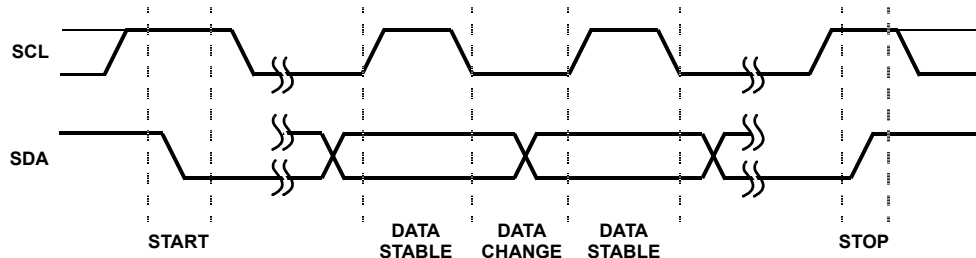 SCL
SDA
START
DATA STABLE
DATA CHANGE
DATA STABLE
STOP